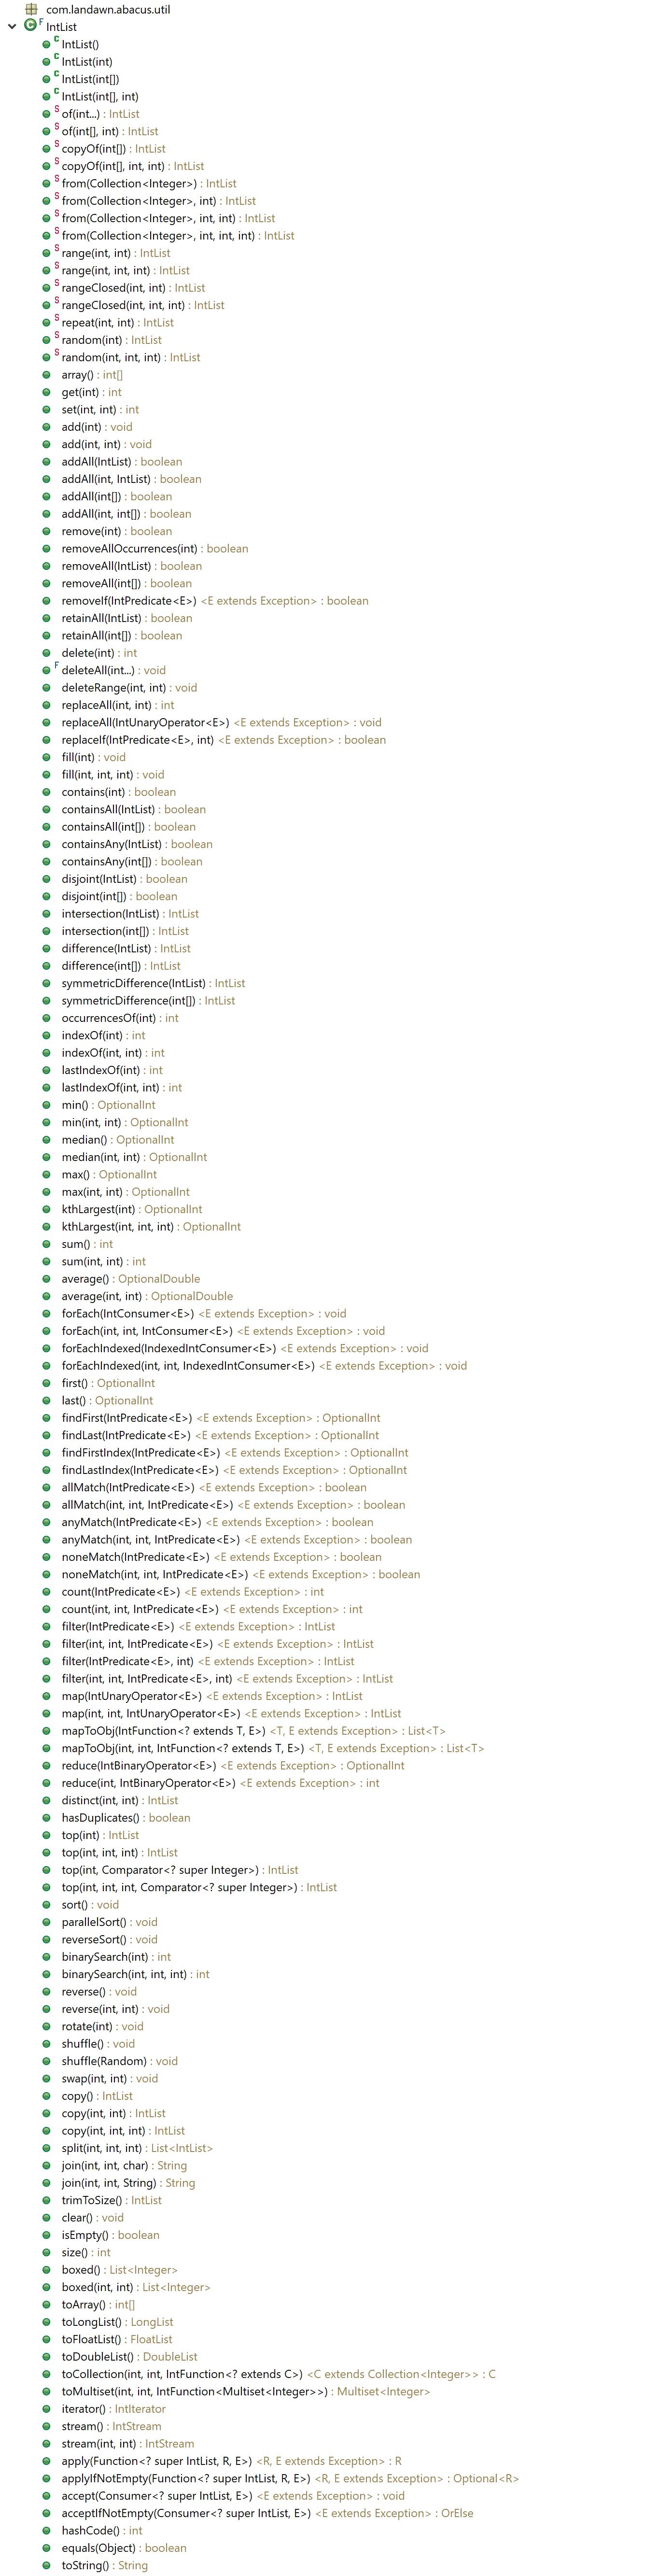 com.landawn.abacus.util
IntList
IntList()
IntList(int)
IntList(int[])
IntList(int[], int)
of(int...) : IntList
of(int[], int) : IntList
copyOf(int[]) : IntList
copyOf(int[], int, int) : IntList
from(Collection<Integer>) : IntList
from(Collection<Integer>, int) : IntList
from(Collection<Integer>, int, int) : IntList
from(Collection<Integer>, int, int, int) : IntList
range(int, int) : IntList
range(int, int, int) : IntList
rangeClosed(int, int) : IntList
rangeClosed(int, int, int) : IntList
repeat(int, int) : IntList
random(int) : IntList
random(int, int, int) : IntList
array() : int[]
get(int) : int
set(int, int) : int
add(int) : void
add(int, int) : void
addAll(IntList) : boolean
addAll(int, IntList) : boolean
addAll(int[]) : boolean
addAll(int, int[]) : boolean
remove(int) : boolean
removeAllOccurrences(int) : boolean
removeAll(IntList) : boolean
removeAll(int[]) : boolean
removeIf(IntPredicate<E>) <E extends Exception> : boolean
retainAll(IntList) : boolean
retainAll(int[]) : boolean
delete(int) : int
deleteAll(int...) : void
deleteRange(int, int) : void
replaceAll(int, int) : int
replaceAll(IntUnaryOperator<E>) <E extends Exception> : void
replaceIf(IntPredicate<E>, int) <E extends Exception> : boolean
fill(int) : void
fill(int, int, int) : void
contains(int) : boolean
containsAll(IntList) : boolean
containsAll(int[]) : boolean
containsAny(IntList) : boolean
containsAny(int[]) : boolean
disjoint(IntList) : boolean
disjoint(int[]) : boolean
intersection(IntList) : IntList
intersection(int[]) : IntList
difference(IntList) : IntList
difference(int[]) : IntList
symmetricDifference(IntList) : IntList
symmetricDifference(int[]) : IntList
occurrencesOf(int) : int
indexOf(int) : int
indexOf(int, int) : int
lastIndexOf(int) : int
lastIndexOf(int, int) : int
min() : OptionalInt
min(int, int) : OptionalInt
median() : OptionalInt
median(int, int) : OptionalInt
max() : OptionalInt
max(int, int) : OptionalInt
kthLargest(int) : OptionalInt
kthLargest(int, int, int) : OptionalInt
sum() : int
sum(int, int) : int
average() : OptionalDouble
average(int, int) : OptionalDouble
forEach(IntConsumer<E>) <E extends Exception> : void
forEach(int, int, IntConsumer<E>) <E extends Exception> : void
forEachIndexed(IndexedIntConsumer<E>) <E extends Exception> : void
forEachIndexed(int, int, IndexedIntConsumer<E>) <E extends Exception> : void
first() : OptionalInt
last() : OptionalInt
findFirst(IntPredicate<E>) <E extends Exception> : OptionalInt
findLast(IntPredicate<E>) <E extends Exception> : OptionalInt
findFirstIndex(IntPredicate<E>) <E extends Exception> : OptionalInt
findLastIndex(IntPredicate<E>) <E extends Exception> : OptionalInt
allMatch(IntPredicate<E>) <E extends Exception> : boolean
allMatch(int, int, IntPredicate<E>) <E extends Exception> : boolean
anyMatch(IntPredicate<E>) <E extends Exception> : boolean
anyMatch(int, int, IntPredicate<E>) <E extends Exception> : boolean
noneMatch(IntPredicate<E>) <E extends Exception> : boolean
noneMatch(int, int, IntPredicate<E>) <E extends Exception> : boolean
count(IntPredicate<E>) <E extends Exception> : int
count(int, int, IntPredicate<E>) <E extends Exception> : int
filter(IntPredicate<E>) <E extends Exception> : IntList
filter(int, int, IntPredicate<E>) <E extends Exception> : IntList
filter(IntPredicate<E>, int) <E extends Exception> : IntList
filter(int, int, IntPredicate<E>, int) <E extends Exception> : IntList
map(IntUnaryOperator<E>) <E extends Exception> : IntList
map(int, int, IntUnaryOperator<E>) <E extends Exception> : IntList
mapToObj(IntFunction<? extends T, E>) <T, E extends Exception> : List<T>
mapToObj(int, int, IntFunction<? extends T, E>) <T, E extends Exception> : List<T>
reduce(IntBinaryOperator<E>) <E extends Exception> : OptionalInt
reduce(int, IntBinaryOperator<E>) <E extends Exception> : int
distinct(int, int) : IntList
hasDuplicates() : boolean
top(int) : IntList
top(int, int, int) : IntList
top(int, Comparator<? super Integer>) : IntList
top(int, int, int, Comparator<? super Integer>) : IntList
sort() : void
parallelSort() : void
reverseSort() : void
binarySearch(int) : int
binarySearch(int, int, int) : int
reverse() : void
reverse(int, int) : void
rotate(int) : void
shuffle() : void
shuffle(Random) : void
swap(int, int) : void
copy() : IntList
copy(int, int) : IntList
copy(int, int, int) : IntList
split(int, int, int) : List<IntList>
join(int, int, char) : String
join(int, int, String) : String
trimToSize() : IntList
clear() : void
isEmpty() : boolean
size() : int
boxed() : List<Integer>
boxed(int, int) : List<Integer>
toArray() : int[]
toLongList() : LongList
toFloatList() : FloatList
toDoubleList() : DoubleList
toCollection(int, int, IntFunction<? extends C>) <C extends Collection<Integer>> : C
toMultiset(int, int, IntFunction<Multiset<Integer>>) : Multiset<Integer>
iterator() : IntIterator
stream() : IntStream
stream(int, int) : IntStream
apply(Function<? super IntList, R, E>) <R, E extends Exception> : R
applyIfNotEmpty(Function<? super IntList, R, E>) <R, E extends Exception> : Optional<R>
accept(Consumer<? super IntList, E>) <E extends Exception> : void
acceptIfNotEmpty(Consumer<? super IntList, E>) <E extends Exception> : OrElse
hashCode() : int
equals(Object) : boolean
toString() : String